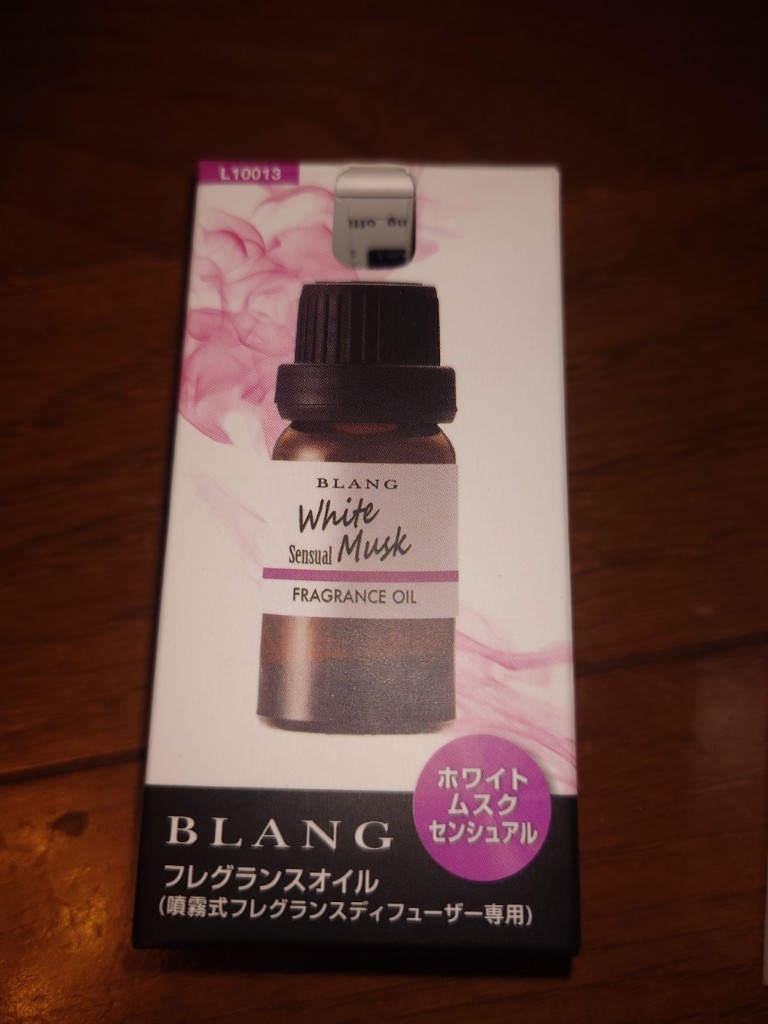 L10013
BLANG
White
Sensual Musk
FRAGRANCE OIL
ホワイト
ムスク
センシュアル
BLANG
フレグランスオイル
(噴霧式フレグランスディフューザー専用)